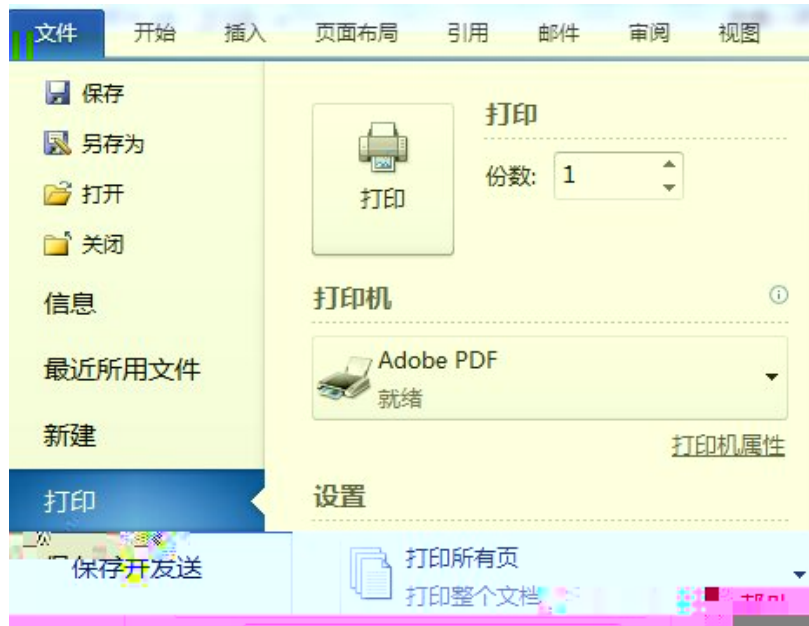 文件 开始 插入 页面布局 引用 邮件 审阅 视图
保存
另存为
打开
关闭
信息
最近所用文件
新建
打印
保存并发送
打印
打印
份数: 1
打印机
Adobe PDF
就绪
打印机属性
设置
打印所有页
打印整个文档